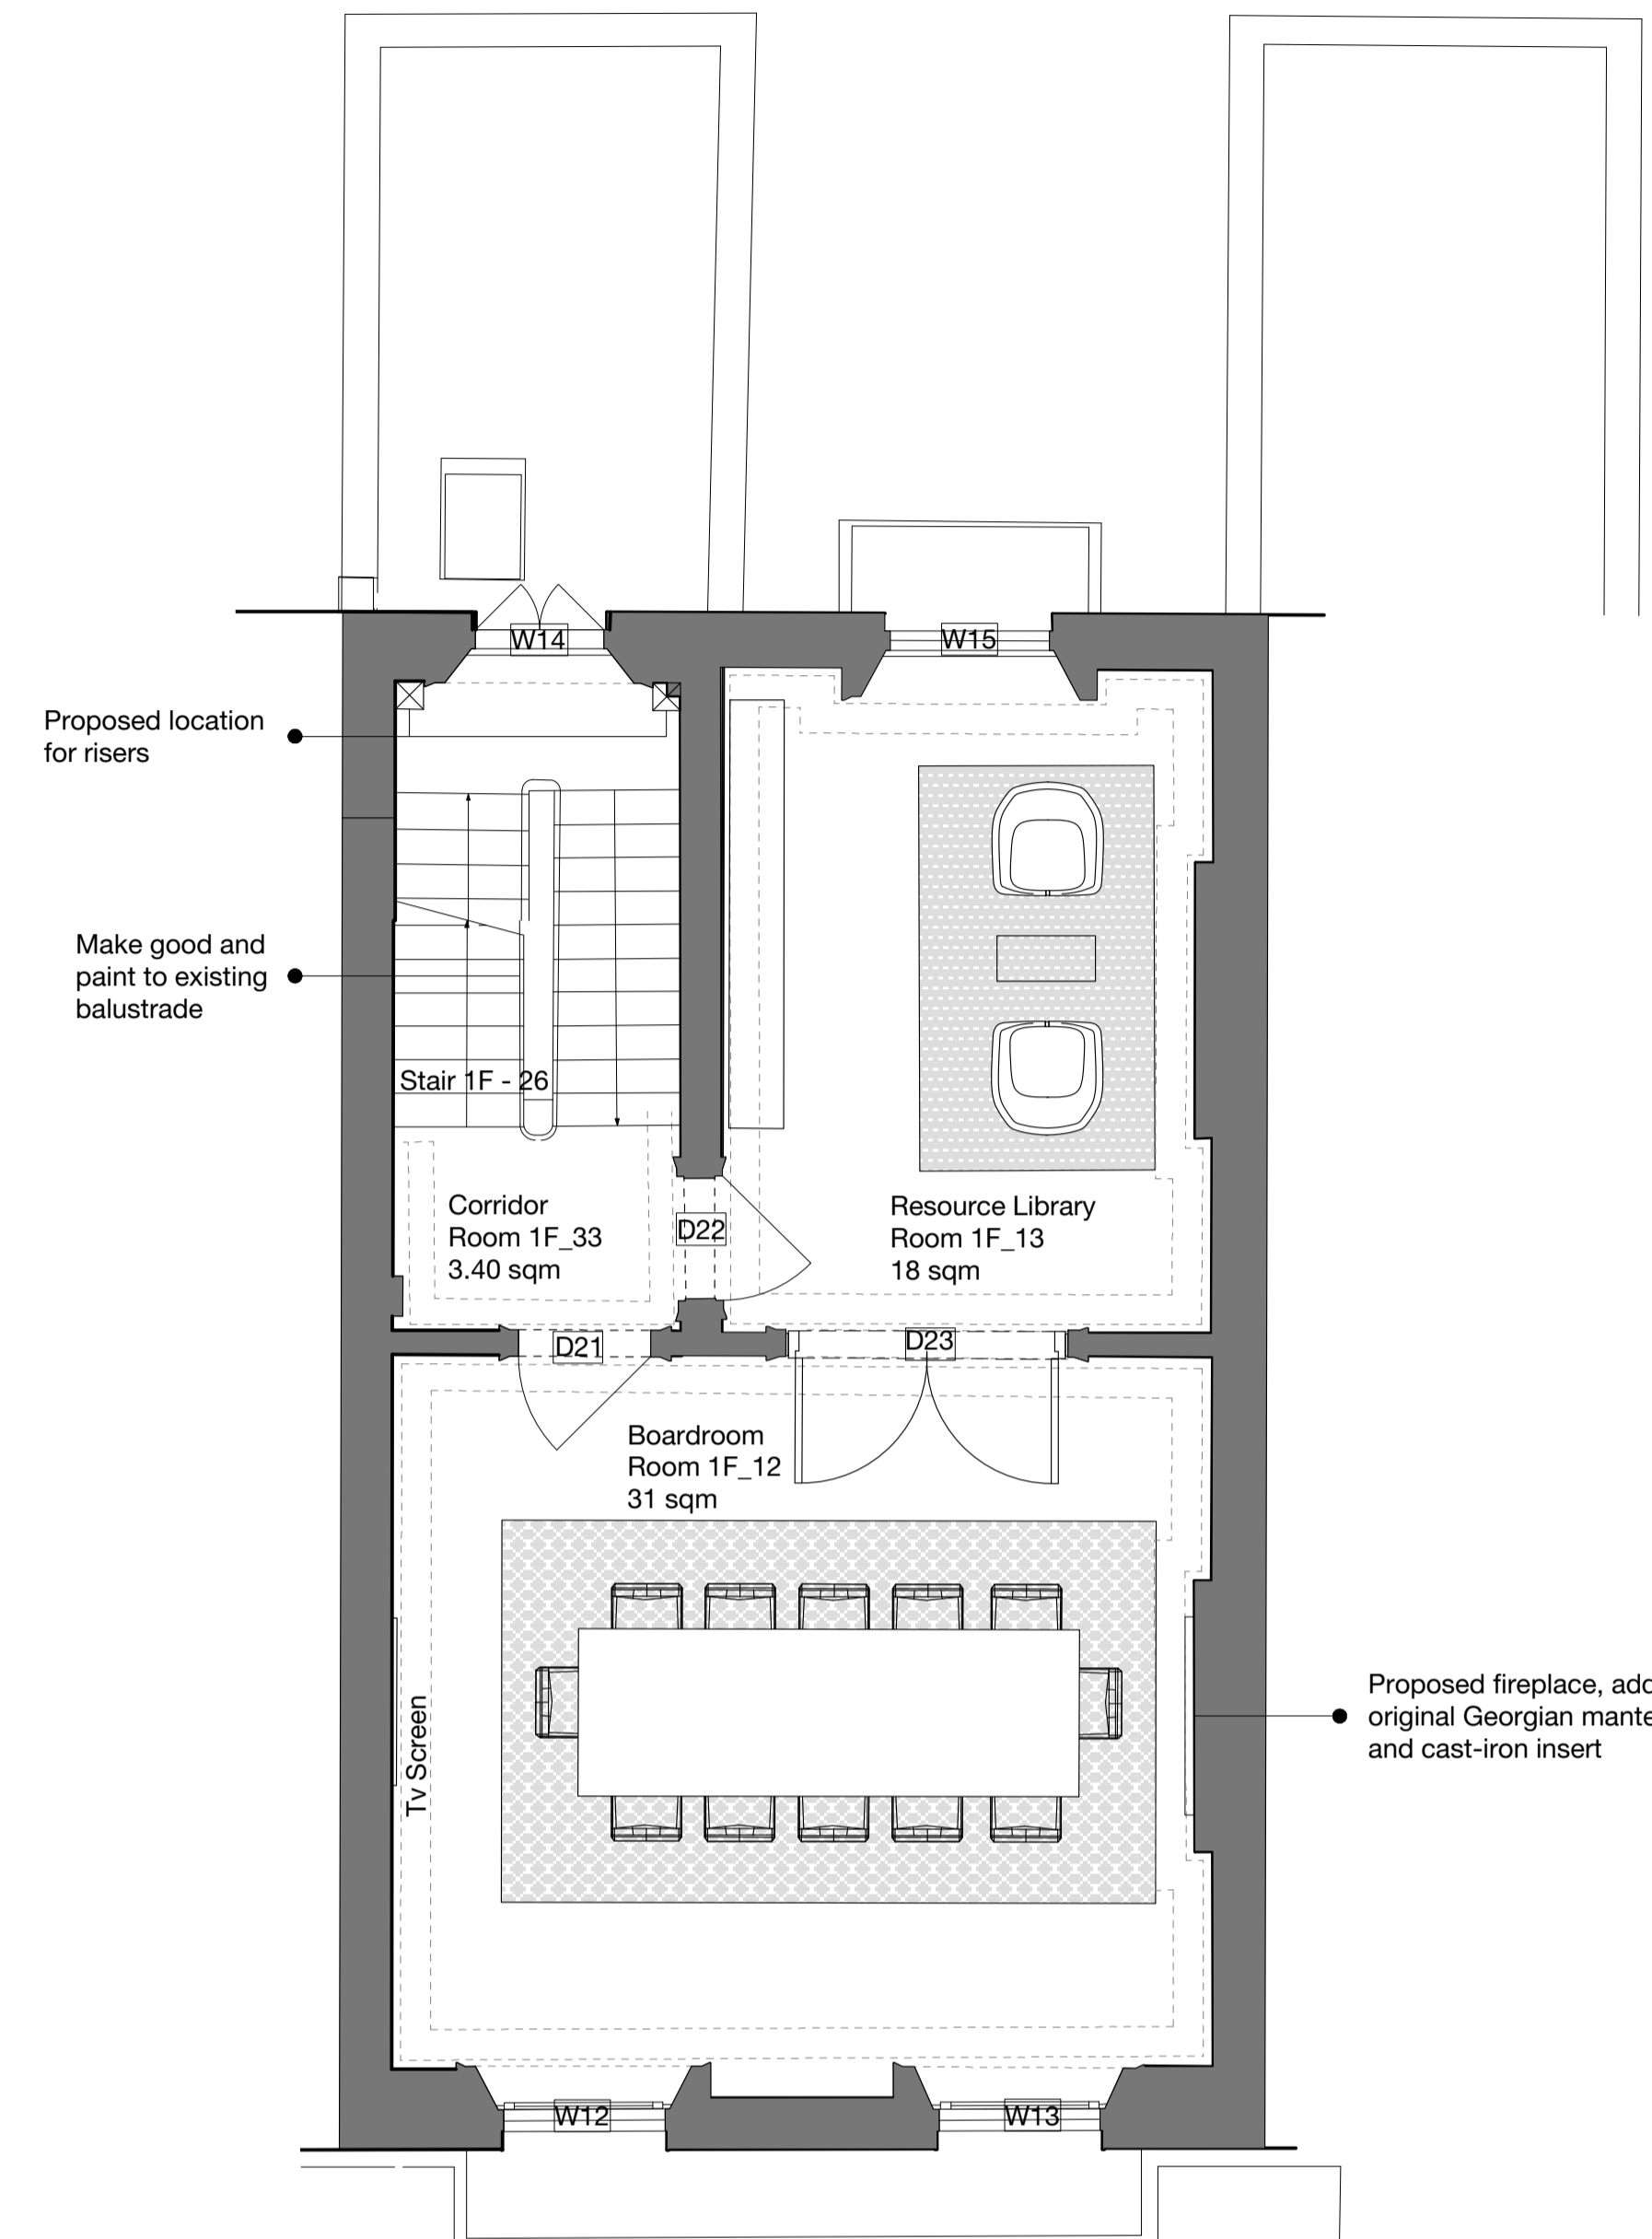 W14
W15
Proposed location
for risers
Make good and
paint to existing
balustrade
Stair 1F - 26
Corridor
Room 1F_33
3.40 sqm
D22
Resource Library
Room 1F_13
18 sqm
D21
D23
Boardroom
Room 1F_12
31 sqm
Tv Screen
Proposed fireplace, add
original Georgian mante
and cast-iron insert
W12
W13